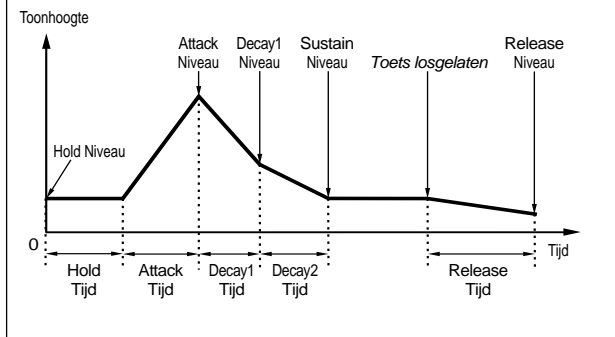 Toonhoogte
Attack
Niveau
Decay1
Niveau
Sustain
Niveau
Toets losgelaten
Release
Niveau
Hold Niveau
0
Tijd
Hold
Tijd
Attack
Tijd
Decay1
Tijd
Decay2
Tijd
Release
Tijd